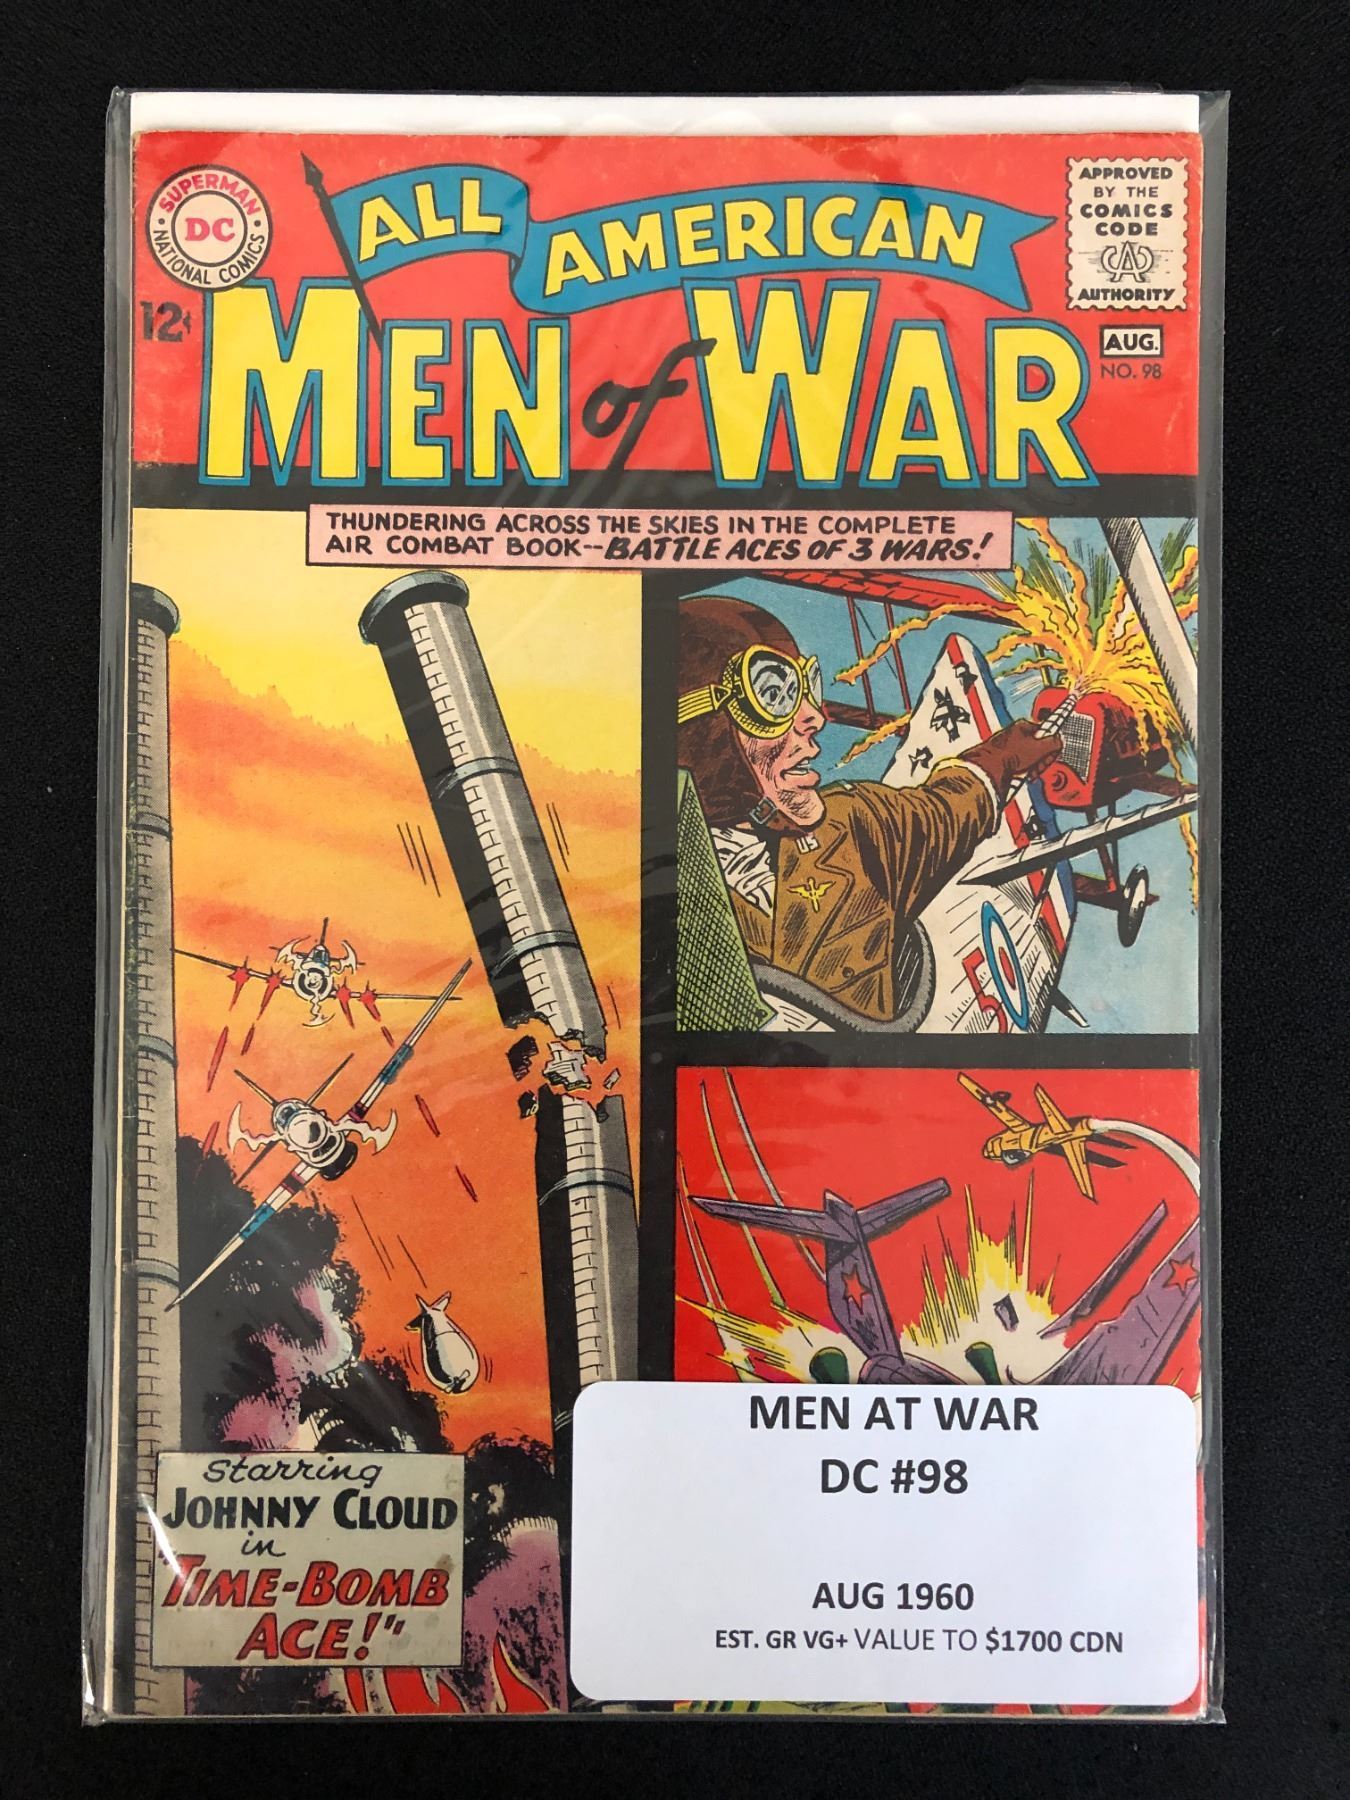 SUPERMAN
DC
NATIONAL COMICS
12¢
ALL AMERICAN
MEN of WAR
APPROVED
BY THE
COMICS
CODE
CA
AUTHORITY
AUG.
NO. 98
THUNDERING ACROSS THE SKIES IN THE COMPLETE
AIR COMBAT BOOK--BATTLE ACES OF 3 WARS!
5
Starring
JOHNNY CLOUD
in
"TIME-BOMB
ACE!"
MEN AT WAR
DC #98
AUG 1960
EST. GR VG+ VALUE TO $1700 CDN